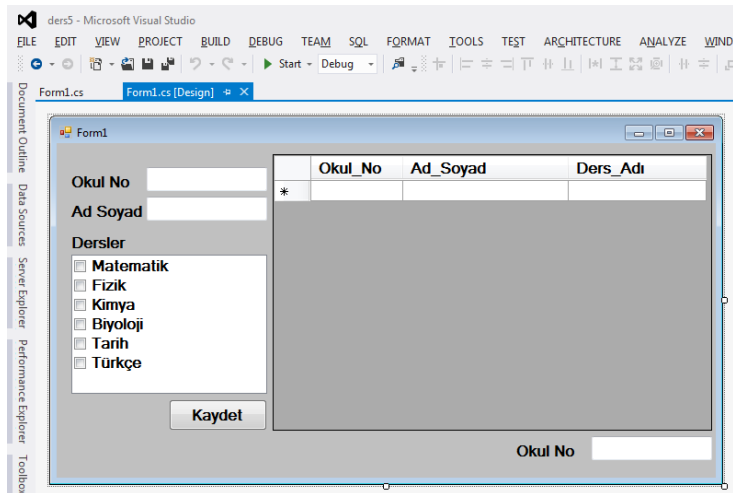 ders5 - Microsoft Visual Studio
FILE EDIT VIEW PROJECT BUILD DEBUG TEAM SQL FORMAT TOOLS TEST ARCHITECTURE ANALYZE WIND
Start Debug
Form1.cs Form1.cs [Design]
Document Outline
Data Sources
Server Explorer
Performance Explorer
Toolbox
Form1
Okul No
Ad Soyad
Dersler
Matematik
Fizik
Kimya
Biyoloji
Tarih
Türkçe
Kaydet
Okul_No Ad_Soyad Ders_Adı
Okul No